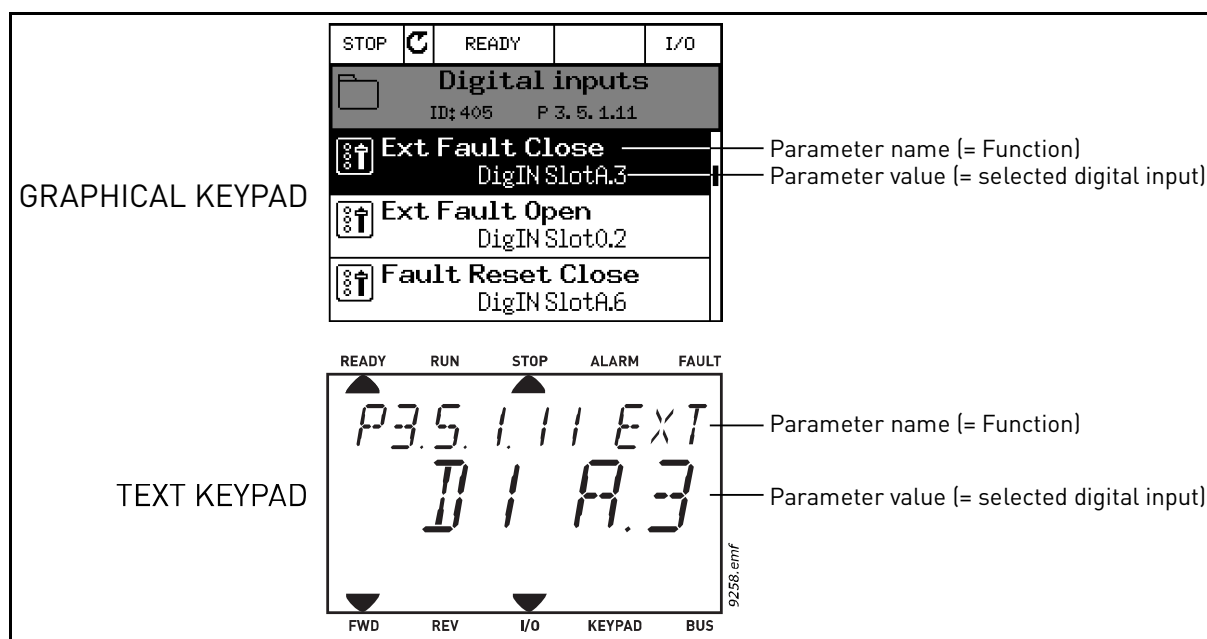 STOP READY I/O
Digital inputs
ID:405 P 3.5.1.11
Ext Fault Close
DigIN SlotA.3
Ext Fault Open
DigIN Slot0.2
Fault Reset Close
DigIN SlotA.6
Parameter name (= Function)
Parameter value (= selected digital input)
GRAPHICAL KEYPAD
READY RUN STOP ALARM FAULT
P3.5.1.11 EXT
DI A.3
FWD REV I/O KEYPAD BUS
Parameter name (= Function)
Parameter value (= selected digital input)
TEXT KEYPAD
9258.emf